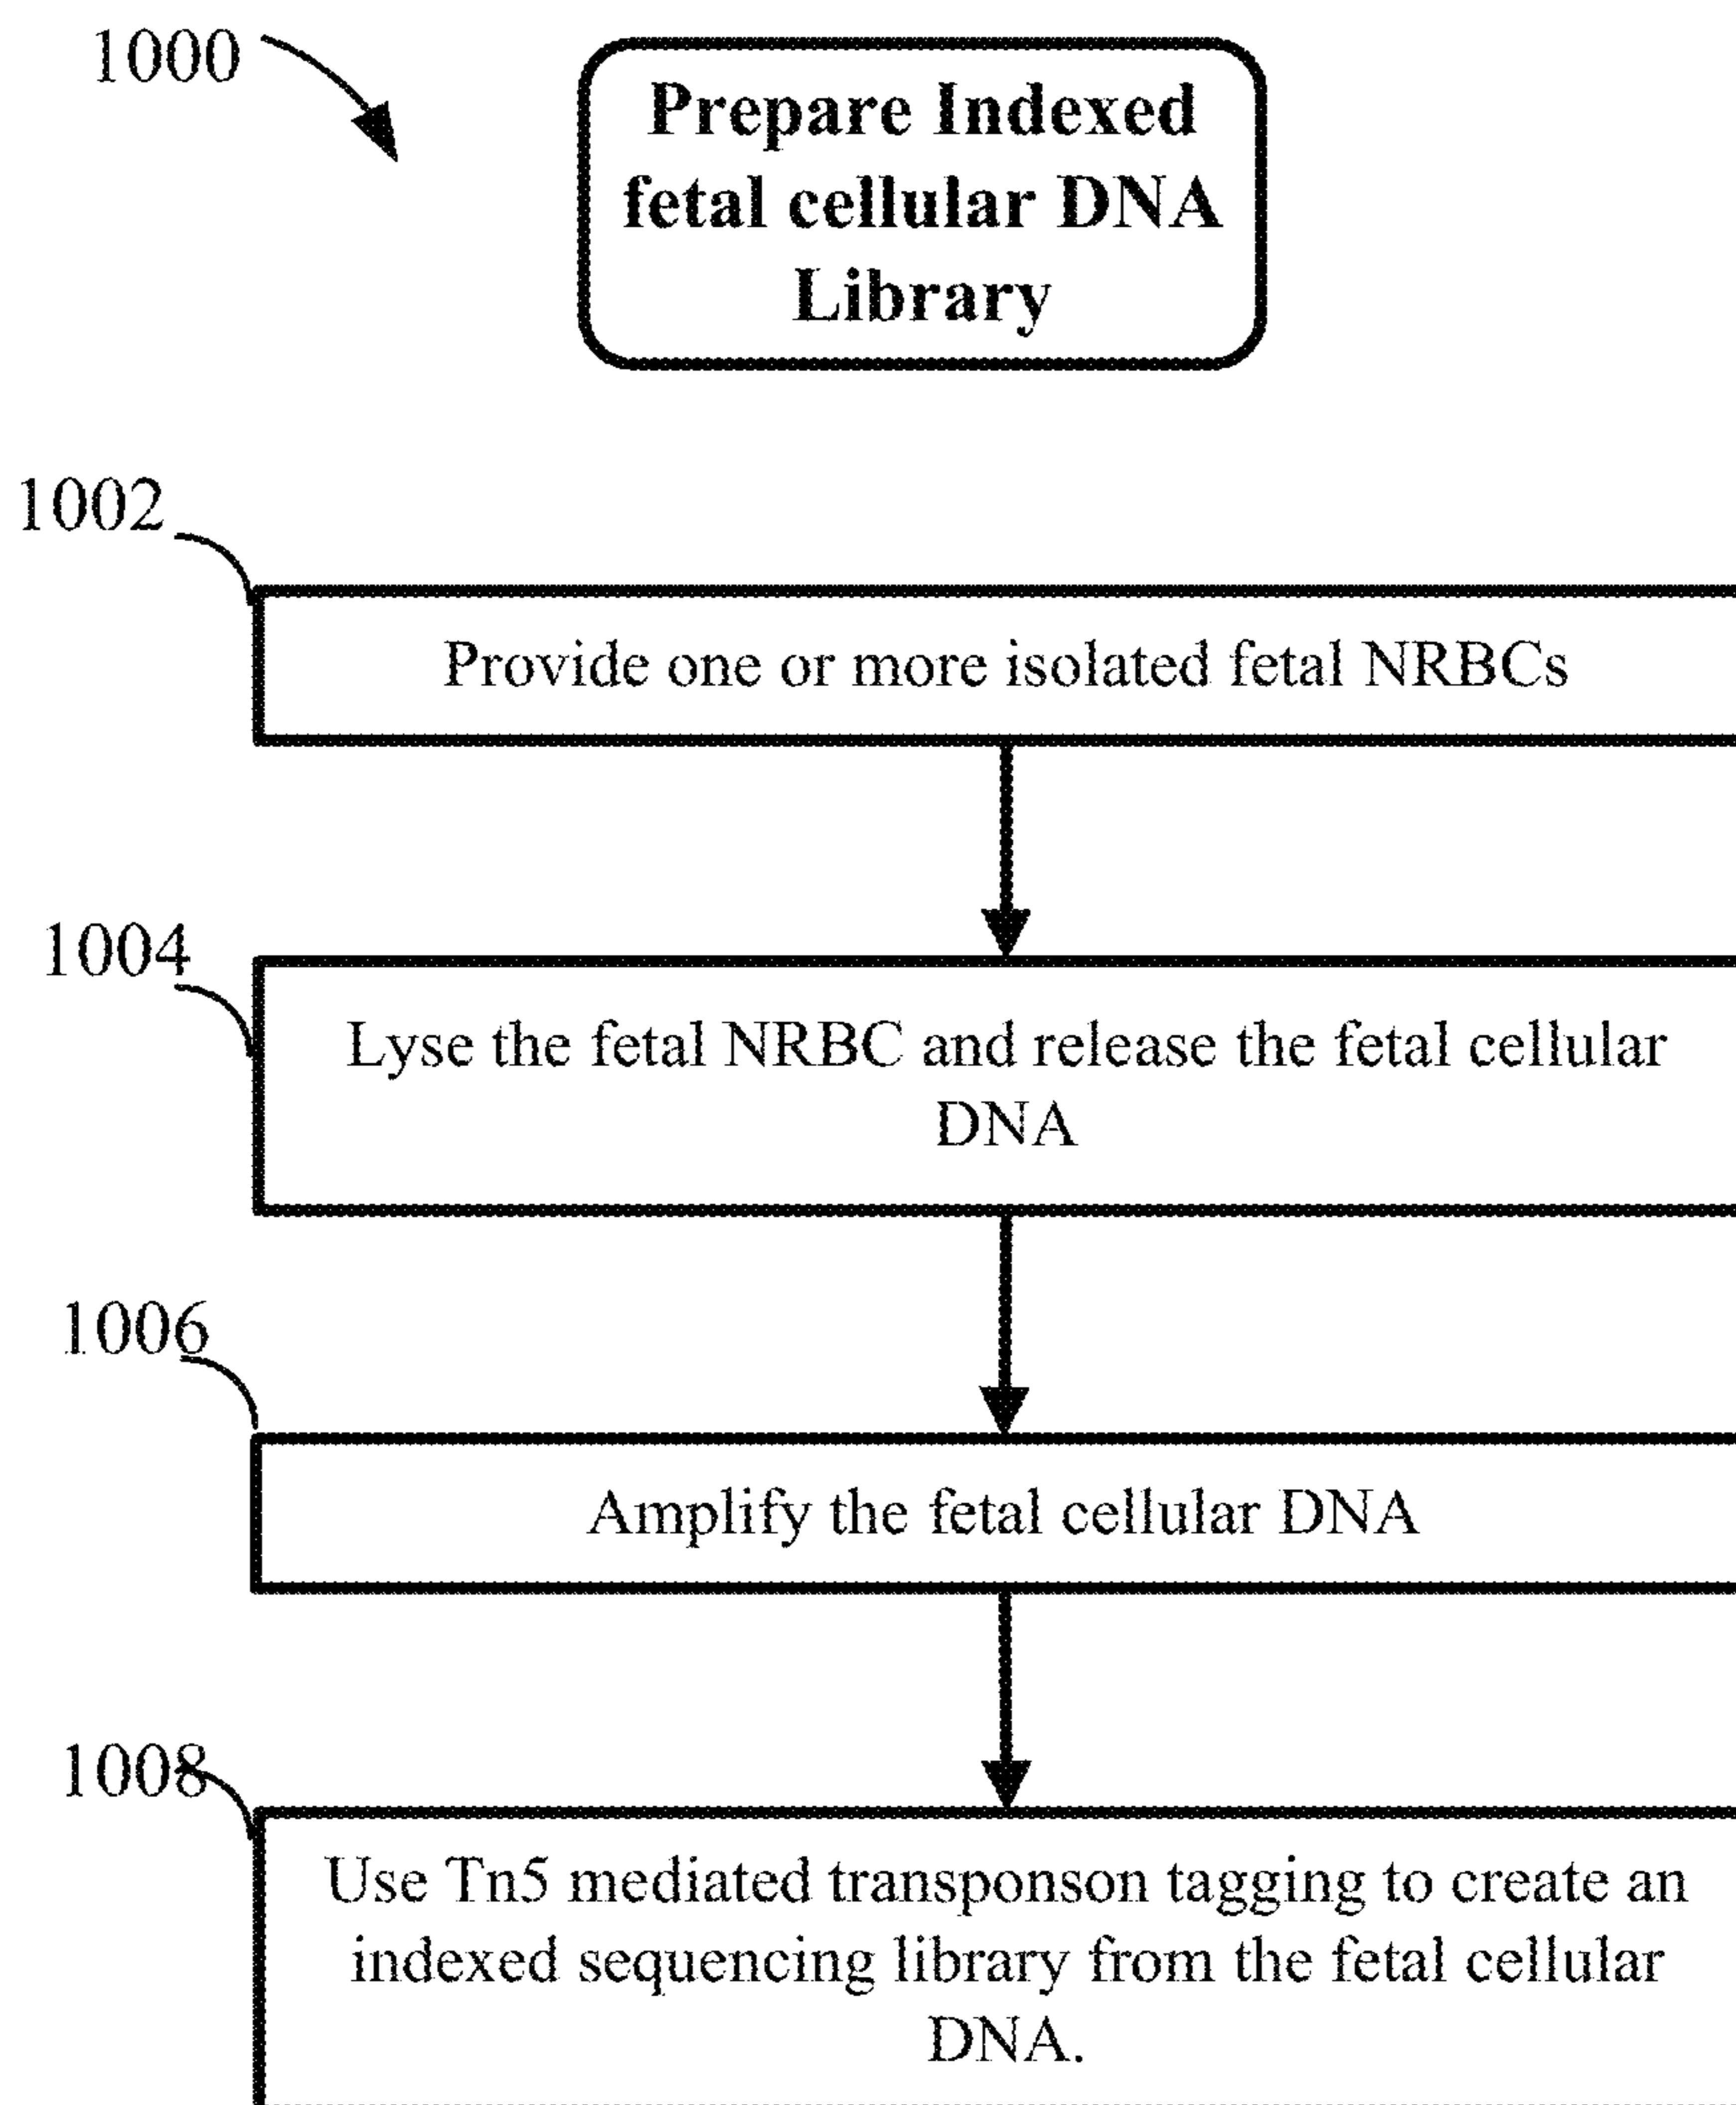 1000
Prepare Indexed
fetal cellular DNA
Library
1002
Provide one or more isolated fetal NRBCs
1004
Lyse the fetal NRBC and release the fetal cellular
DNA
1006
Amplify the fetal cellular DNA
1008
Use Tn5 mediated transponson tagging to create an
indexed sequencing library from the fetal cellular
DNA.